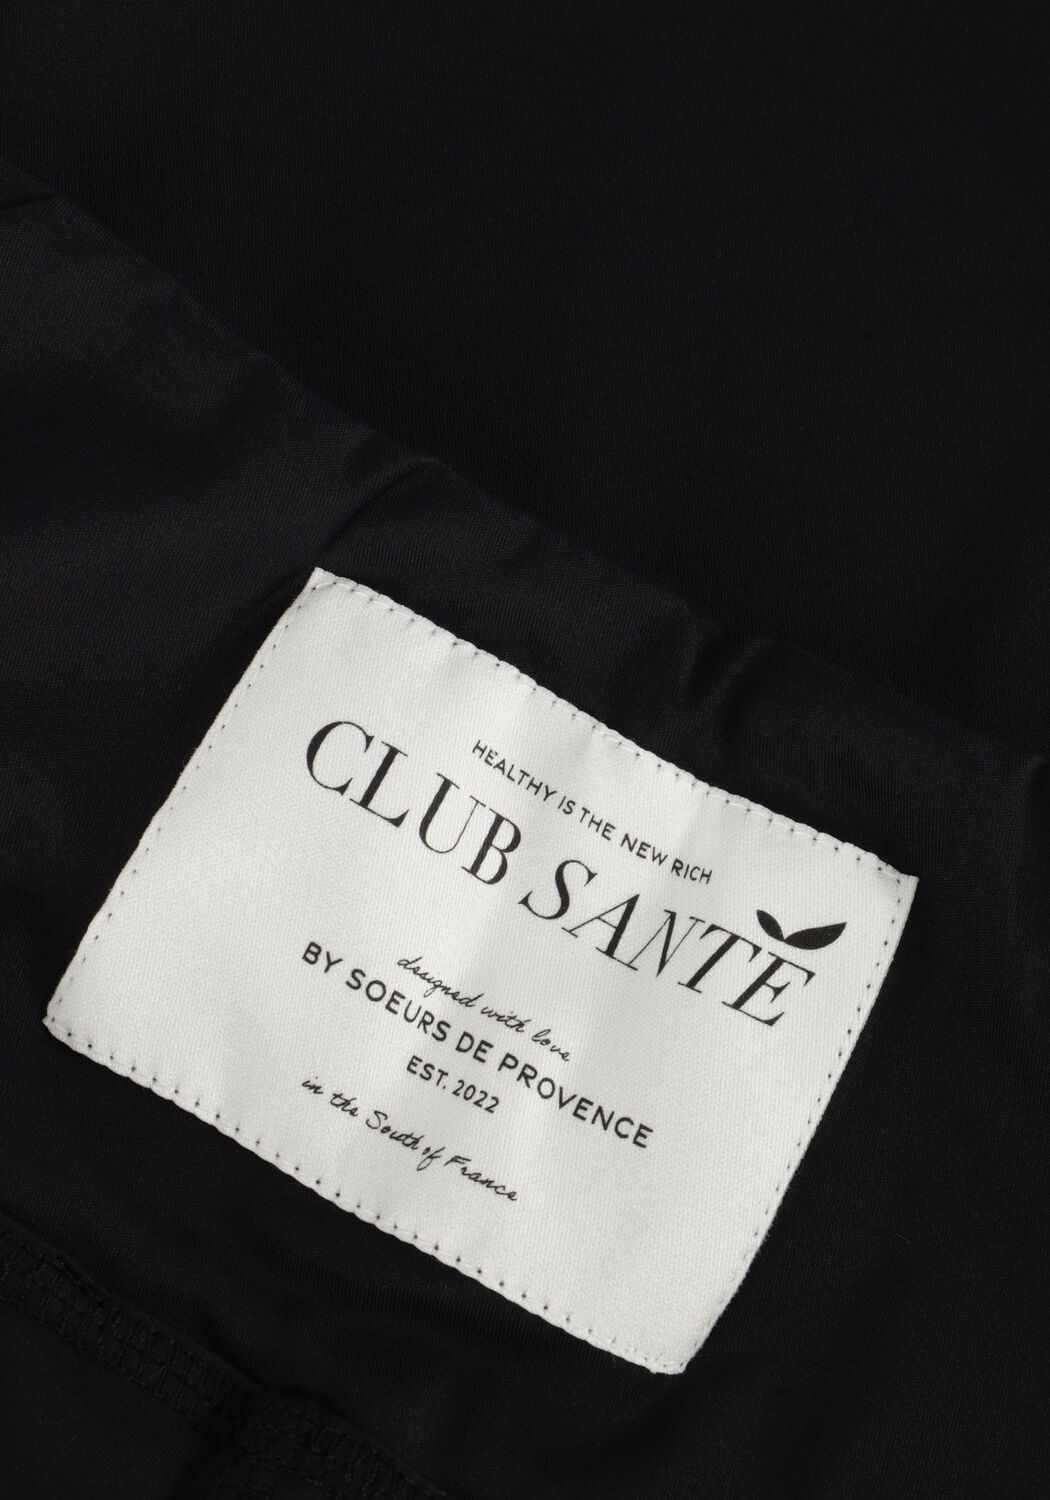 HEALTHY IS THE NEW RICH
CLUB SANTÉ
designed with love
BY SOEURS DE PROVENCE
EST. 2022
in the South of France